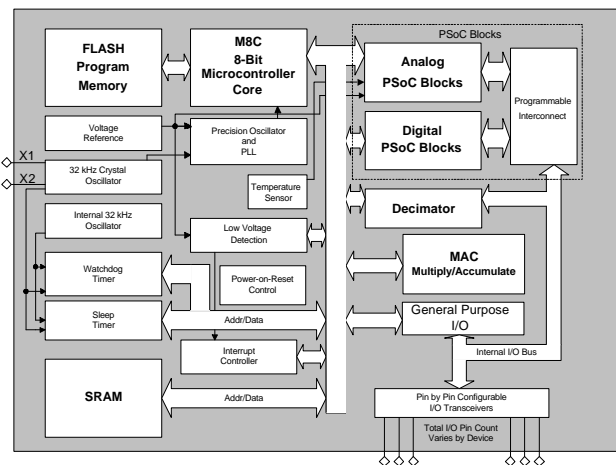 PSoC Blocks
FLASH
Program
Memory
M8C
8-Bit
Microcontroller
Core
Analog
PSoC Blocks
Programmable
Interconnect
Voltage
Reference
Precision Oscillator
and
PLL
Digital
PSoC Blocks
X1
X2
32 kHz Crystal
Oscillator
Temperature
Sensor
Internal 32 kHz
Oscillator
Low Voltage
Detection
Decimator
Watchdog
Timer
Power-on-Reset
Control
MAC
Multiply/Accumulate
Sleep
Timer
Addr/Data
General Purpose
I/O
Interrupt
Controller
Internal I/O Bus
SRAM
Addr/Data
Pin by Pin Configurable
I/O Transceivers
Total I/O Pin Count
Varies by Device